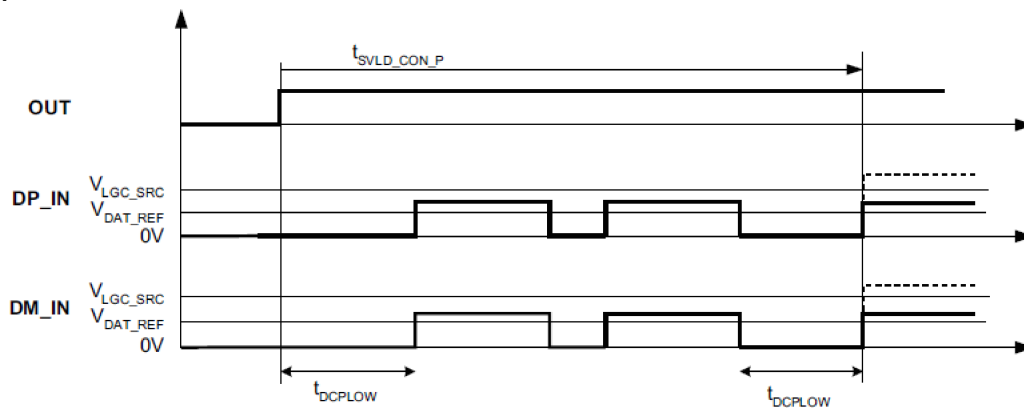 tSVLD_CON_P
OUT
DP_IN
VLGC_SRC
VDAT_REF
0V
DM_IN
VLGC_SRC
VDAT_REF
0V
tDCPLOW
tDCPLOW